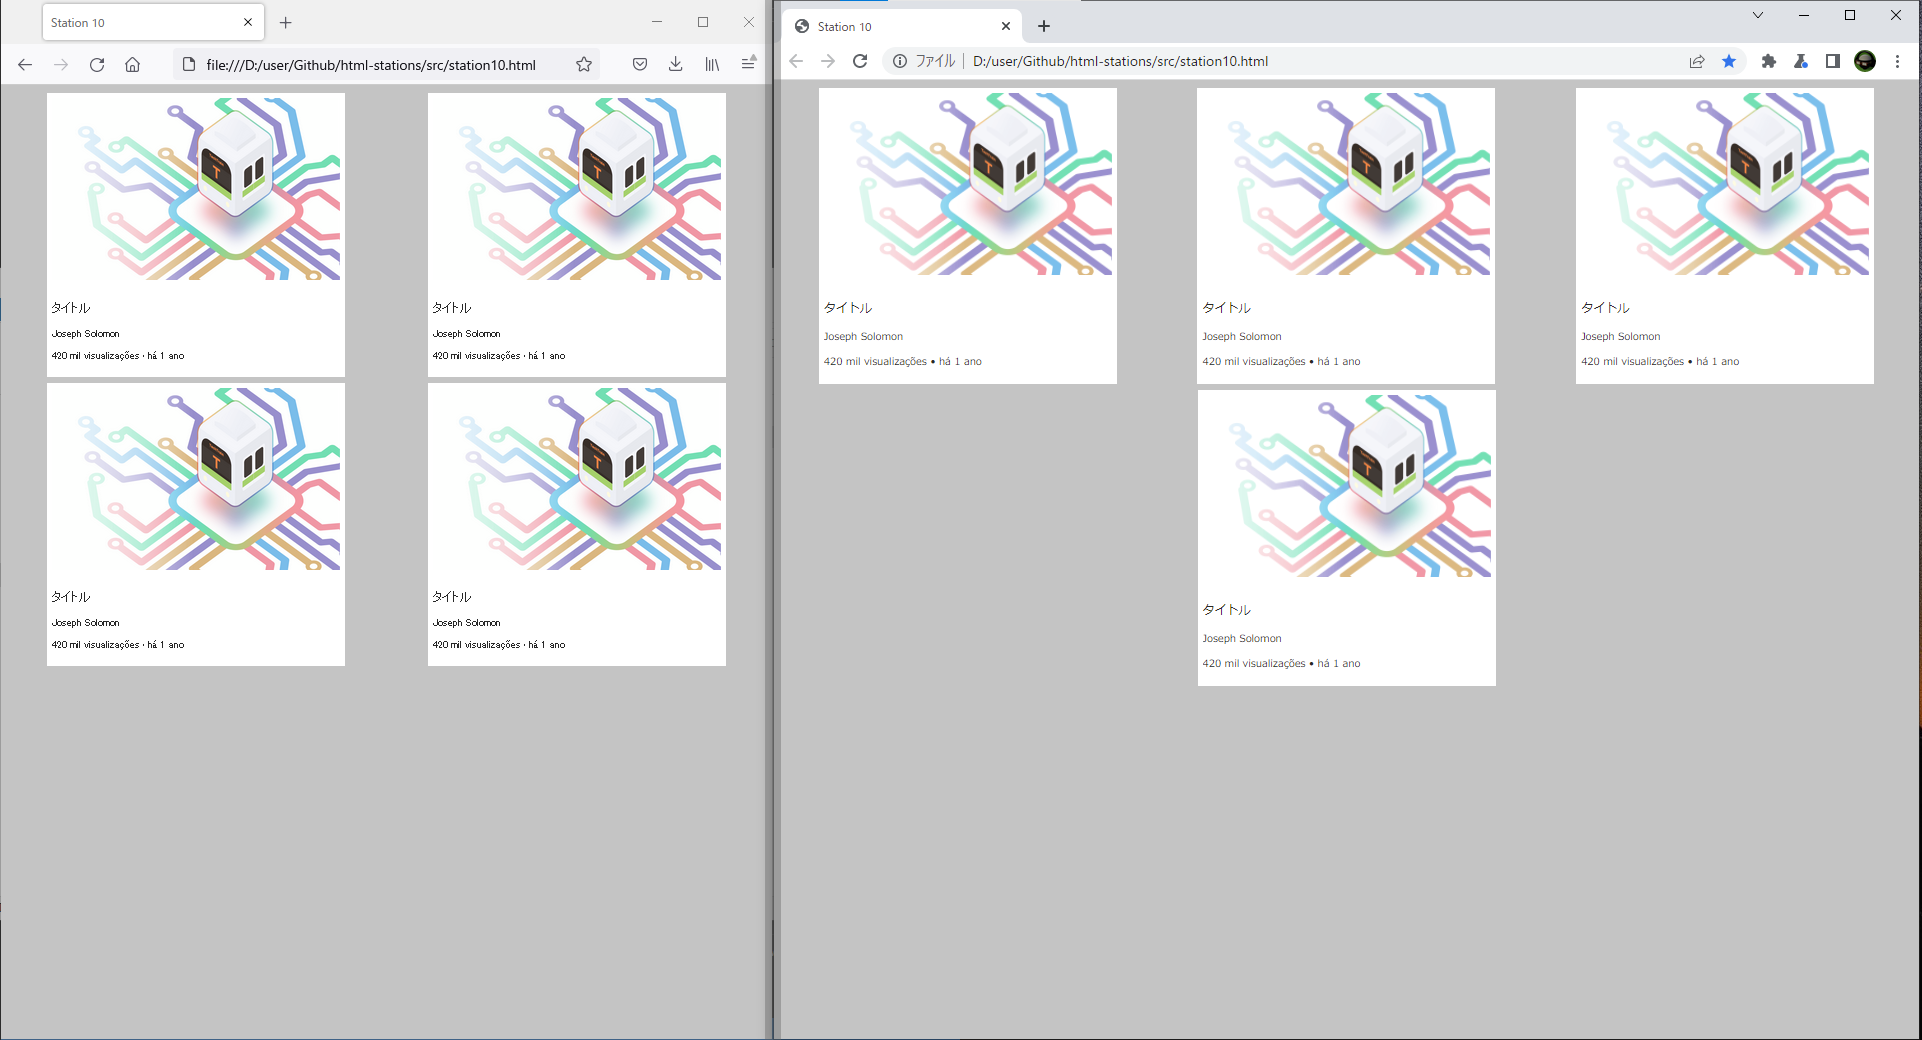 Station 10
file:///D:/user/Github/html-stations/src/station10.html
タイトル
Joseph Solomon
420 mil visualizações · há 1 ano
タイトル
Joseph Solomon
420 mil visualizações · há 1 ano
タイトル
Joseph Solomon
420 mil visualizações · há 1 ano
タイトル
Joseph Solomon
420 mil visualizações · há 1 ano
Station 10
ファイル D:/user/Github/html-stations/src/station10.html
タイトル
Joseph Solomon
420 mil visualizações • há 1 ano
タイトル
Joseph Solomon
420 mil visualizações • há 1 ano
タイトル
Joseph Solomon
420 mil visualizações • há 1 ano
タイトル
Joseph Solomon
420 mil visualizações • há 1 ano